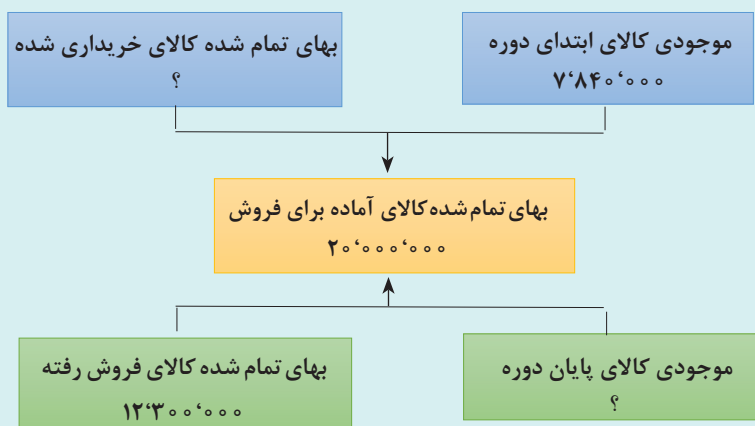 موجودی کالای ابتدای دوره
۷٬۸۴۰٬۰۰۰
بهای تمام شده کالای خریداری شده
؟
بهای تمام‌شده کالای آماده برای فروش
۲۰٬۰۰۰٬۰۰۰
موجودی کالای پایان دوره
؟
بهای تمام شده کالای فروش رفته
۱۲٬۳۰۰٬۰۰۰